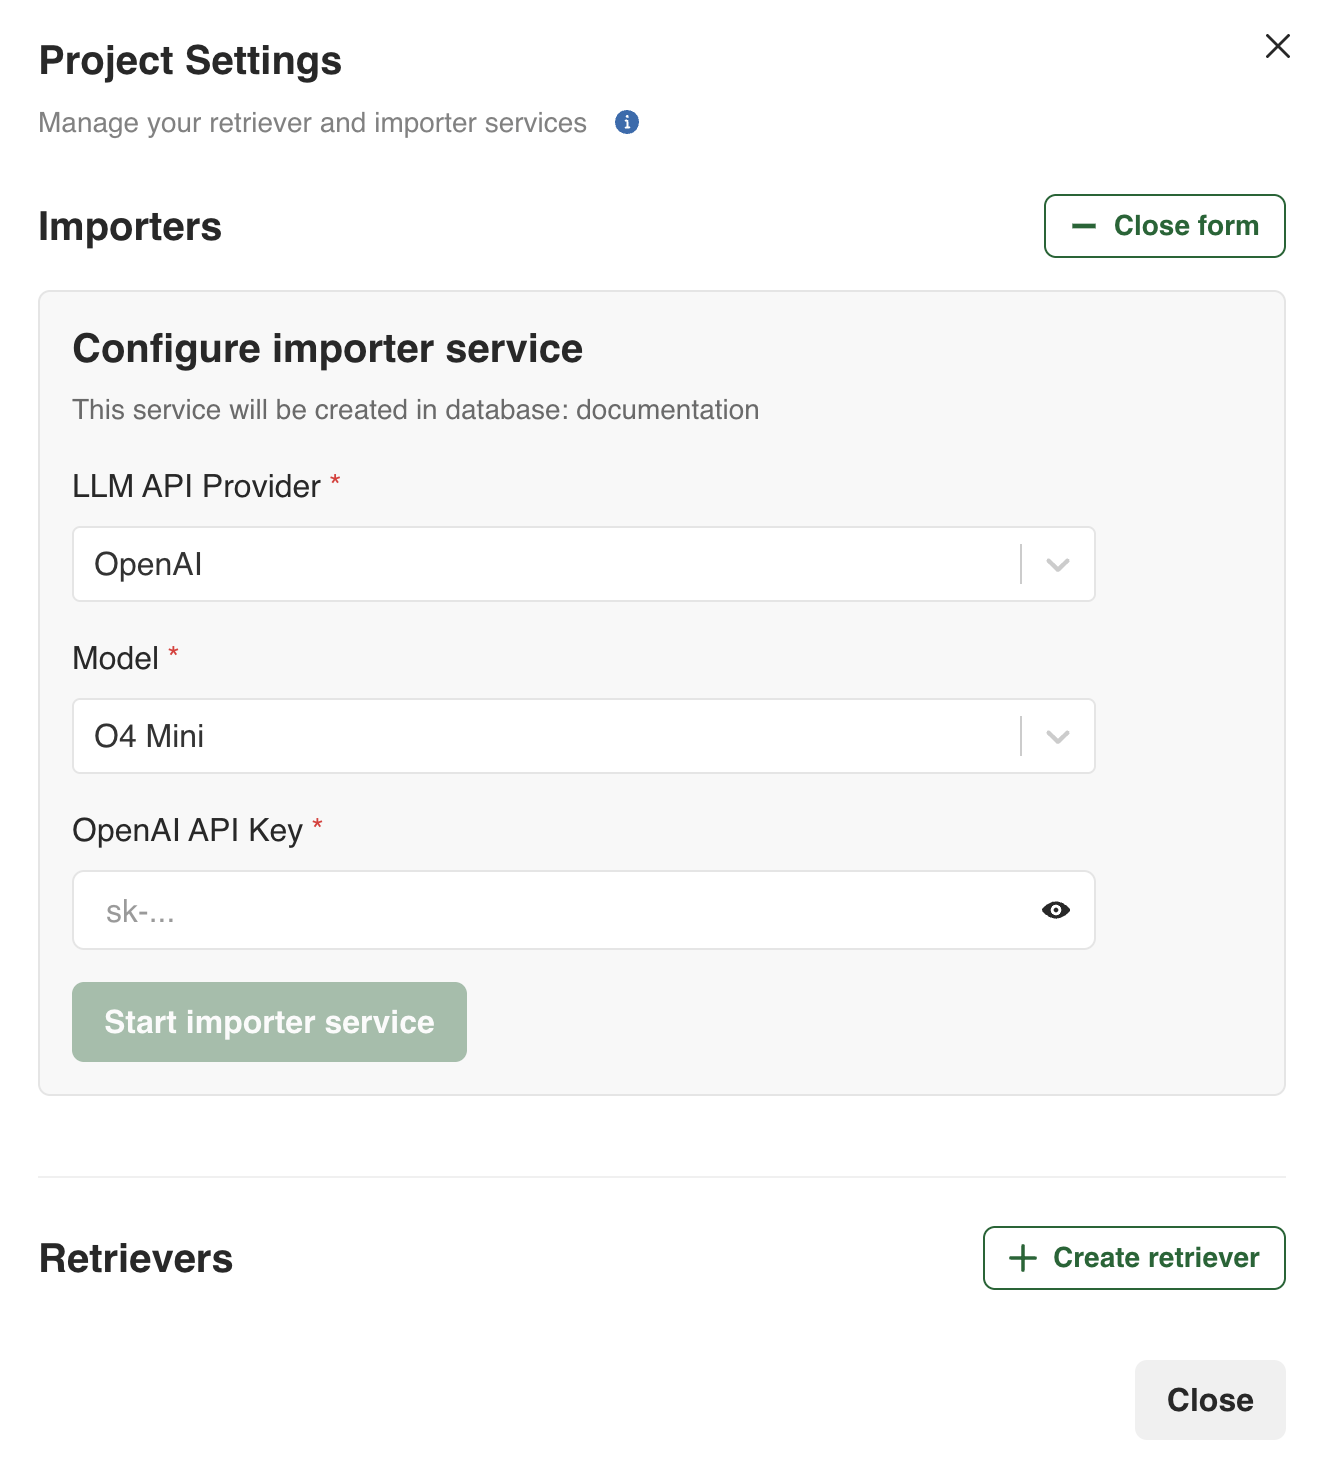 Project Settings
Manage your retriever and importer services
Importers
Close form
Configure importer service
This service will be created in database: documentation
LLM API Provider *
OpenAI
Model *
O4 Mini
OpenAI API Key *
sk-...
Start importer service
Retrievers
Create retriever
Close